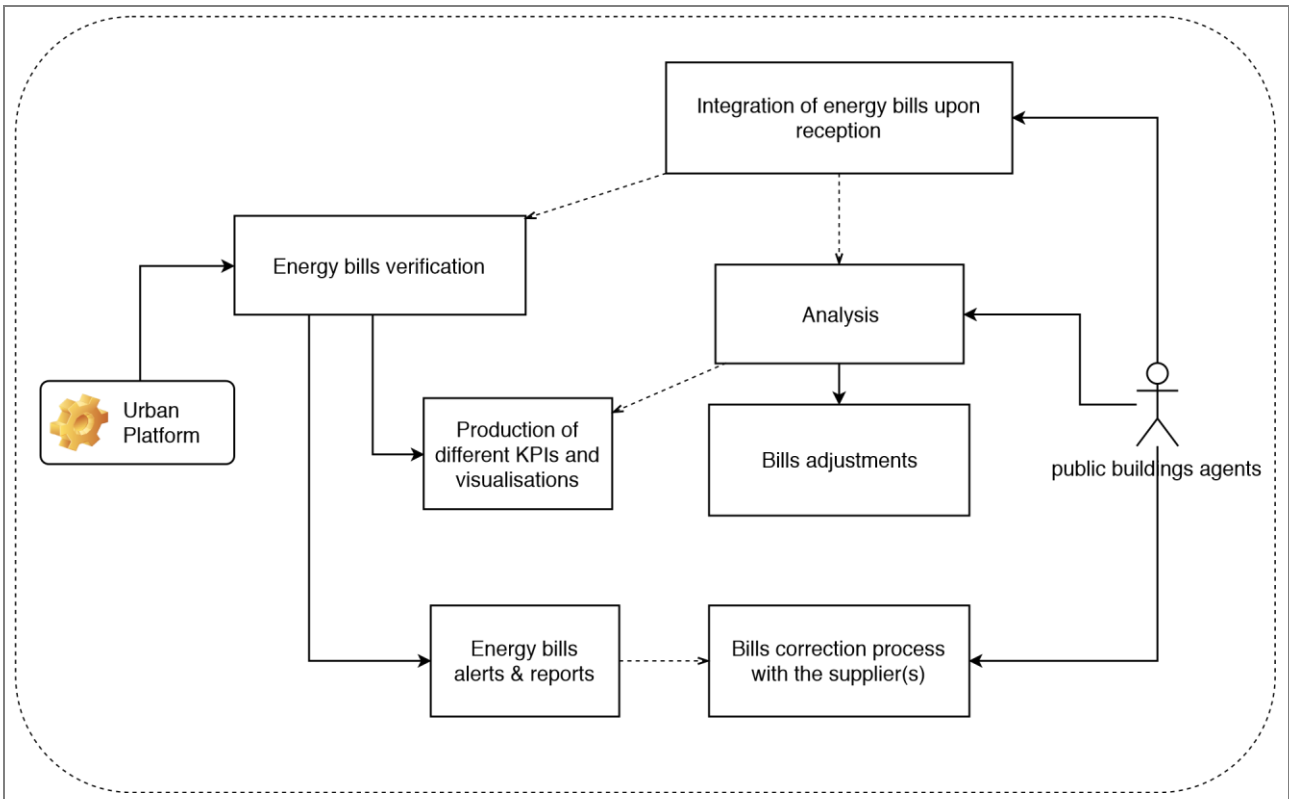 Integration of energy bills upon
reception
Energy bills verification
Analysis
Urban
Platform
Production of
different KPIs and
visualisations
Bills adjustments
public buildings agents
Energy bills
alerts & reports
Bills correction process
with the supplier(s)